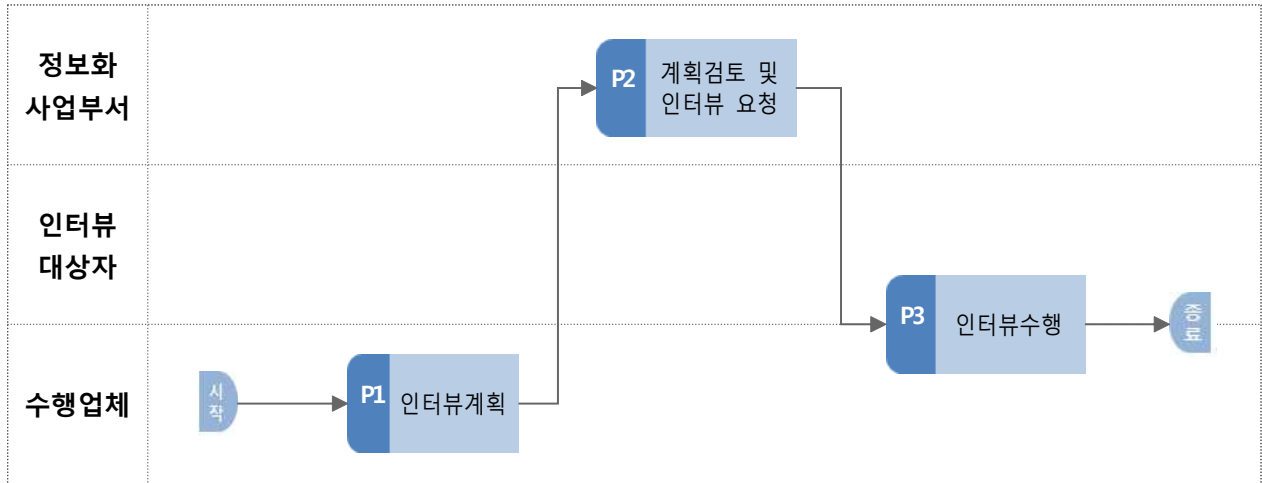 정보화
사업부서
P2
계획검토 및
인터뷰 요청
인터뷰
대상자
P3
인터뷰수행
종
료
수행업체
시
작
P1
인터뷰계획